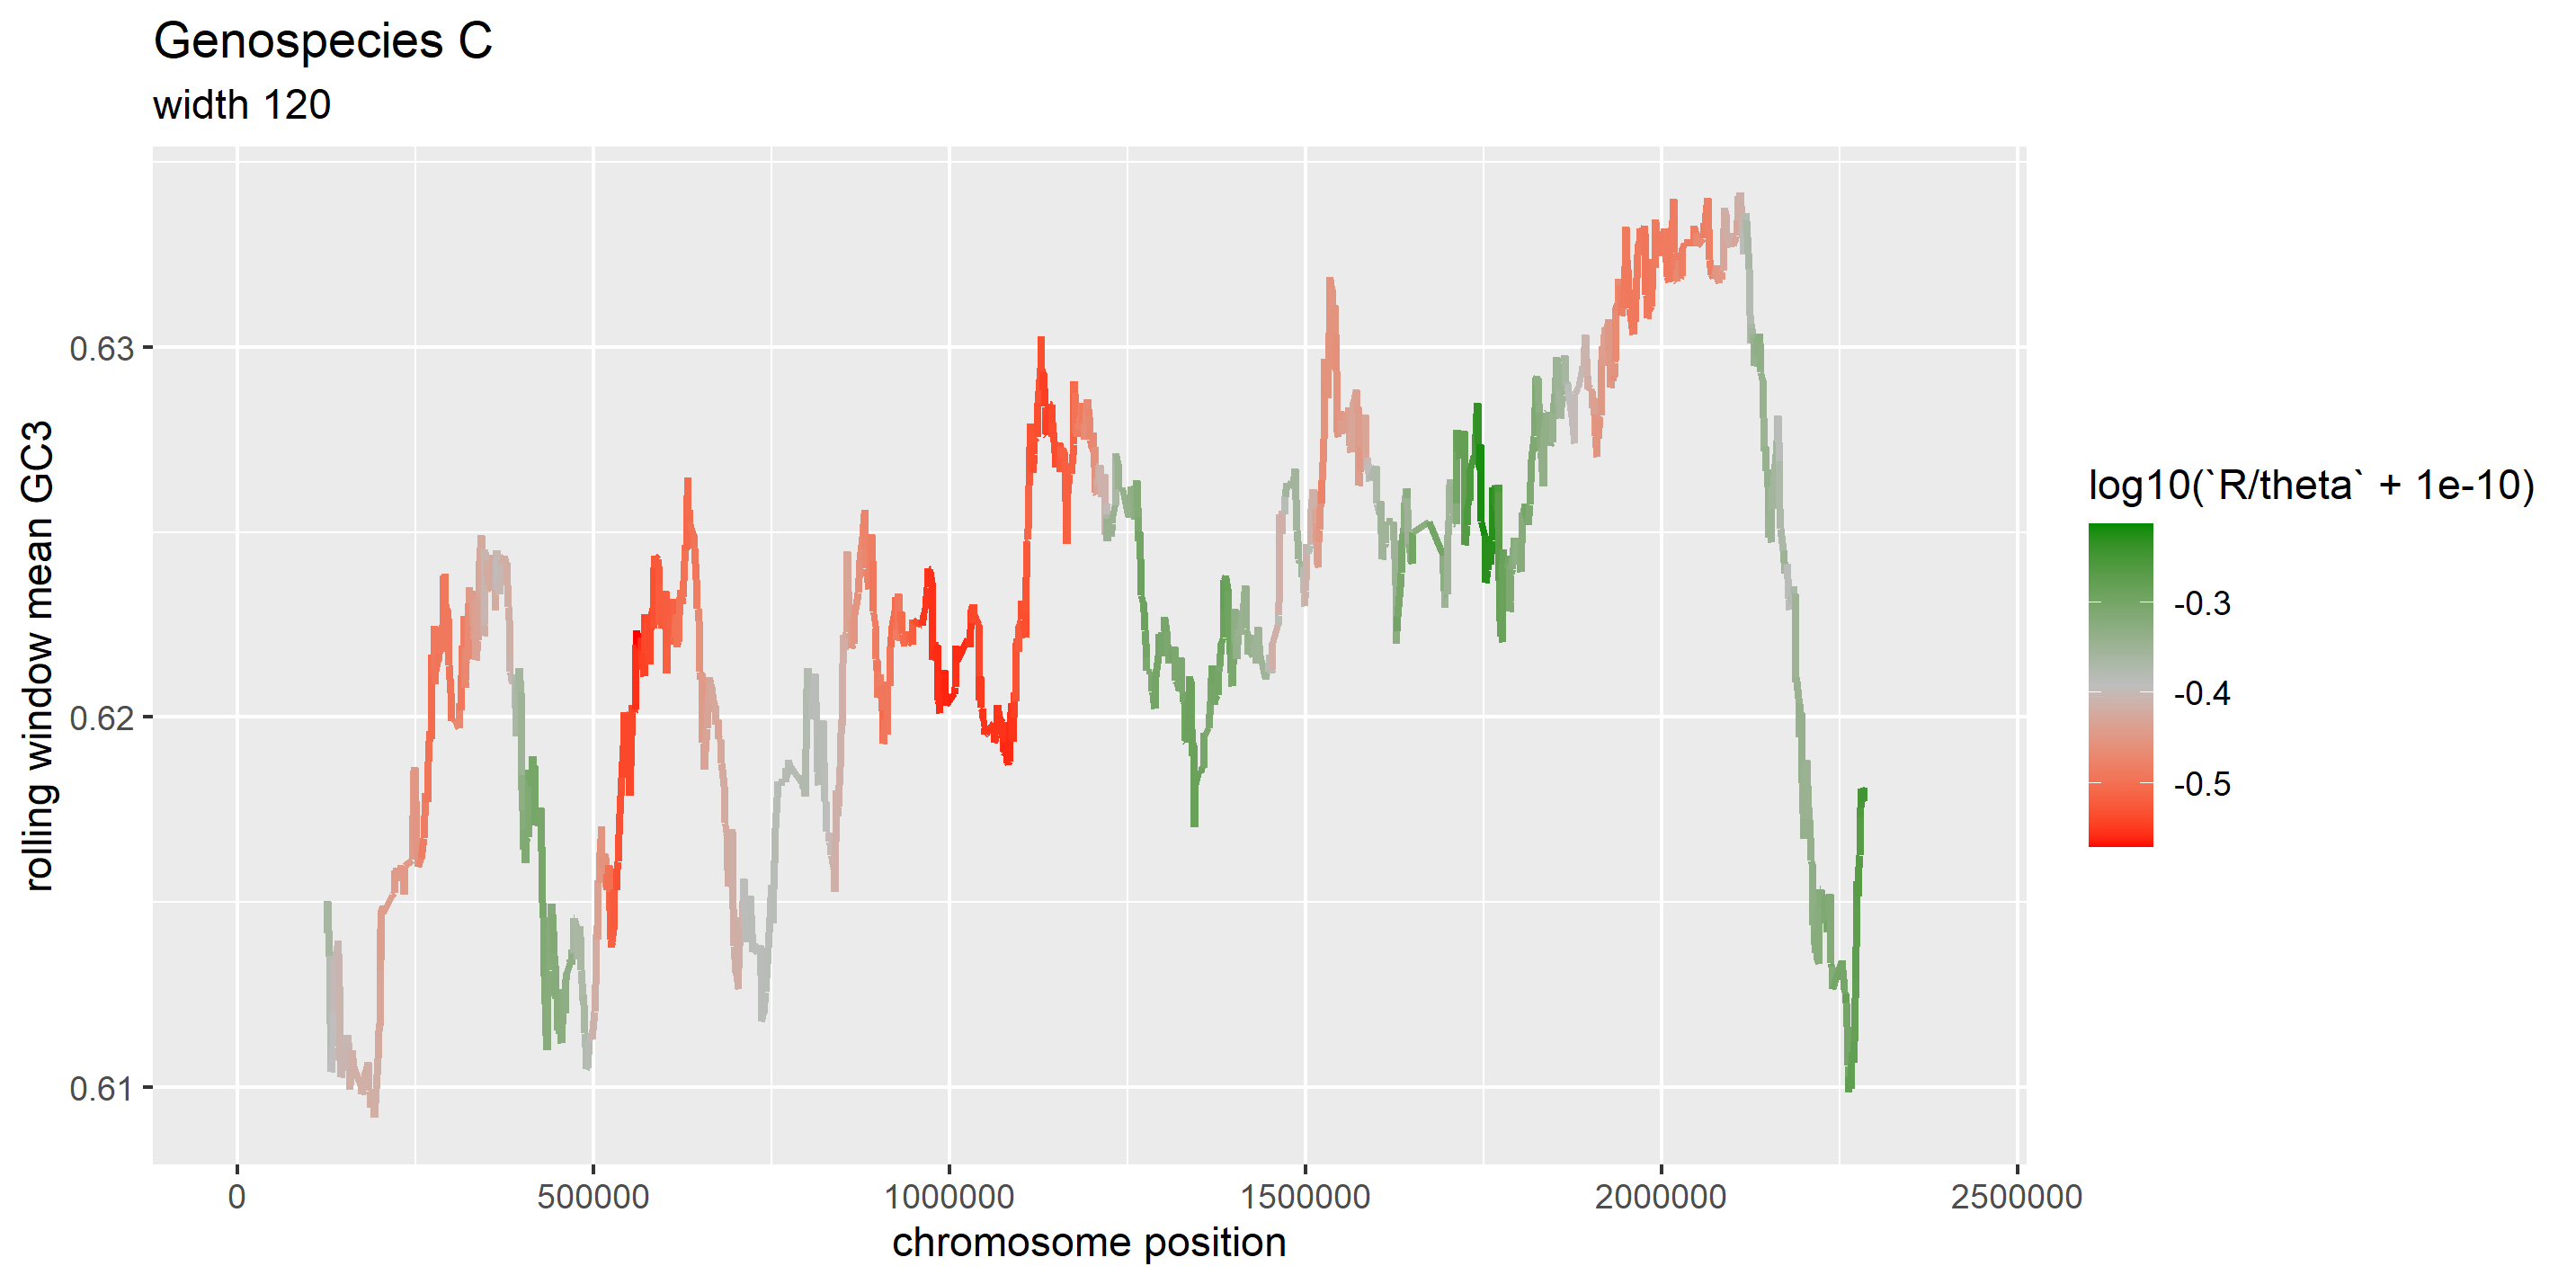 Genospecies C
width 120
rolling window mean GC3
0.63
0.62
0.61
0
500000
1000000
1500000
2000000
2500000
chromosome position
log10(`R/theta` + 1e-10)
-0.3
-0.4
-0.5